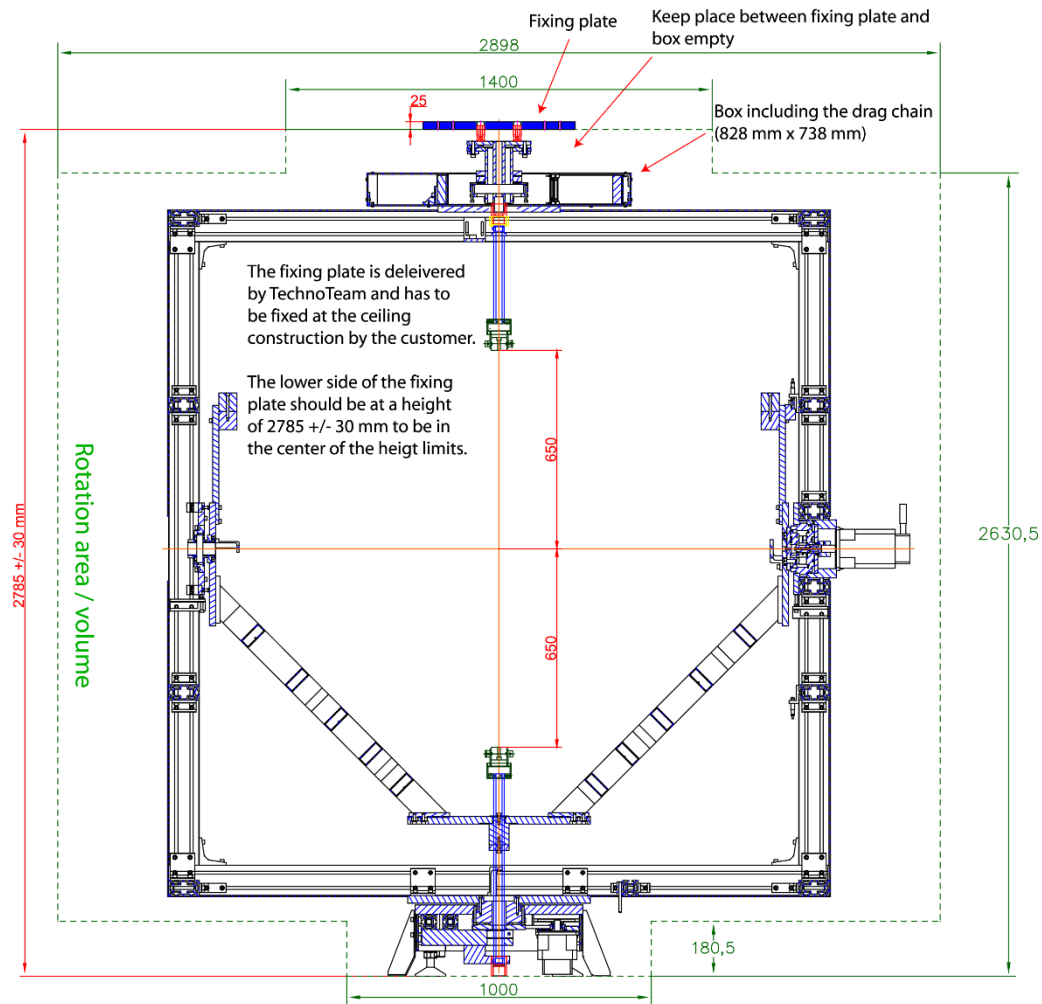 Fixing plate
Keep place between fixing plate and
box empty
2898
1400
25
Box including the drag chain
(828 mm x 738 mm)
The fixing plate is deleivered
by TechnoTeam and has to
be fixed at the ceiling
construction by the customer.
The lower side of the fixing
plate should be at a height
of 2785 +/- 30 mm to be in
the center of the heigt limits.
650
Rotation area / volume
2785 +/- 30 mm
2630,5
650
180,5
1000